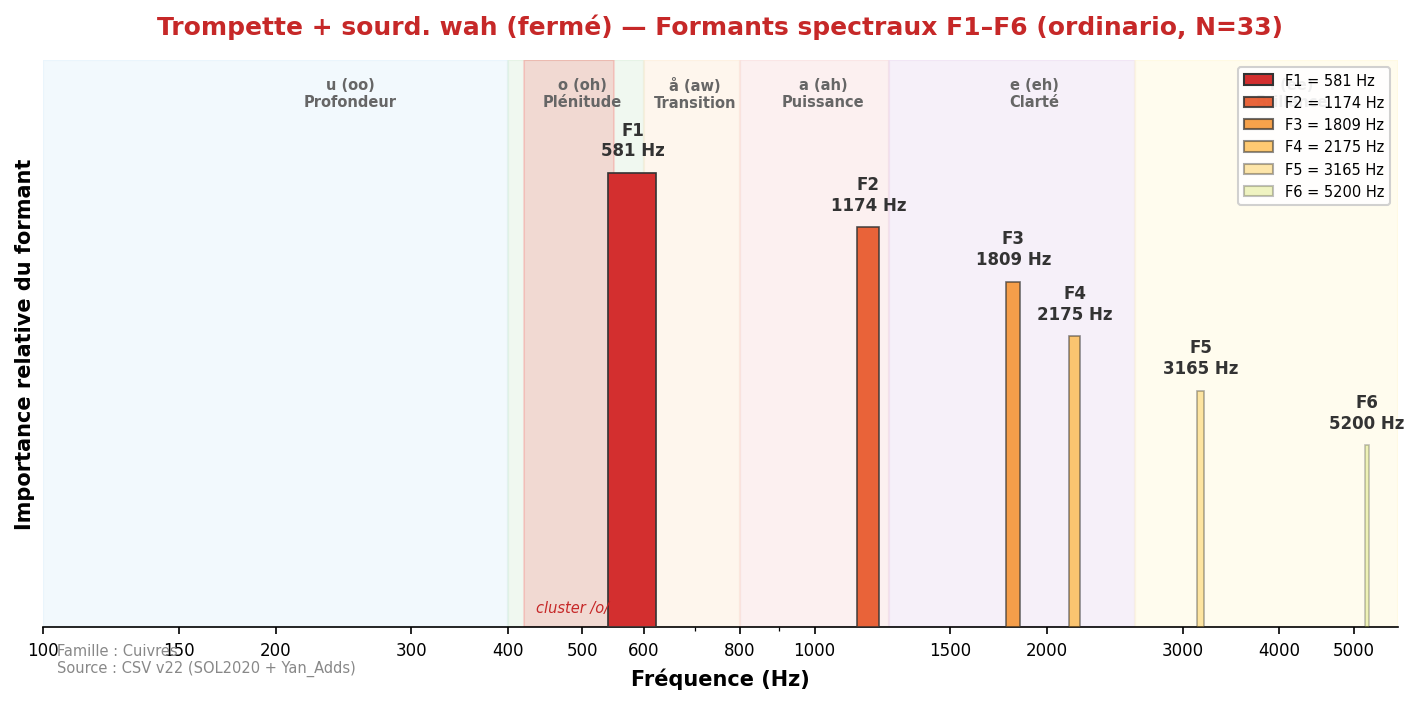 Trompette + sourd. wah (fermé) — Formants spectraux F1–F6 (ordinario, N=33)
u (oo)
Profondeur
o (oh)
Plénitude
å (aw)
Transition
a (ah)
Puissance
e (eh)
Clarté
F1 = 581 Hz
F2 = 1174 Hz
F3 = 1809 Hz
F4 = 2175 Hz
F5 = 3165 Hz
F6 = 5200 Hz
F1
581 Hz
F2
1174 Hz
F3
1809 Hz
F4
2175 Hz
F5
3165 Hz
F6
5200 Hz
Importance relative du formant
cluster /o/
100 150 200 300 400 500 600 800 1000 1500 2000 3000 4000 5000
Famille : Cuivres
Source : CSV v22 (SOL2020 + Yan_Adds)
Fréquence (Hz)